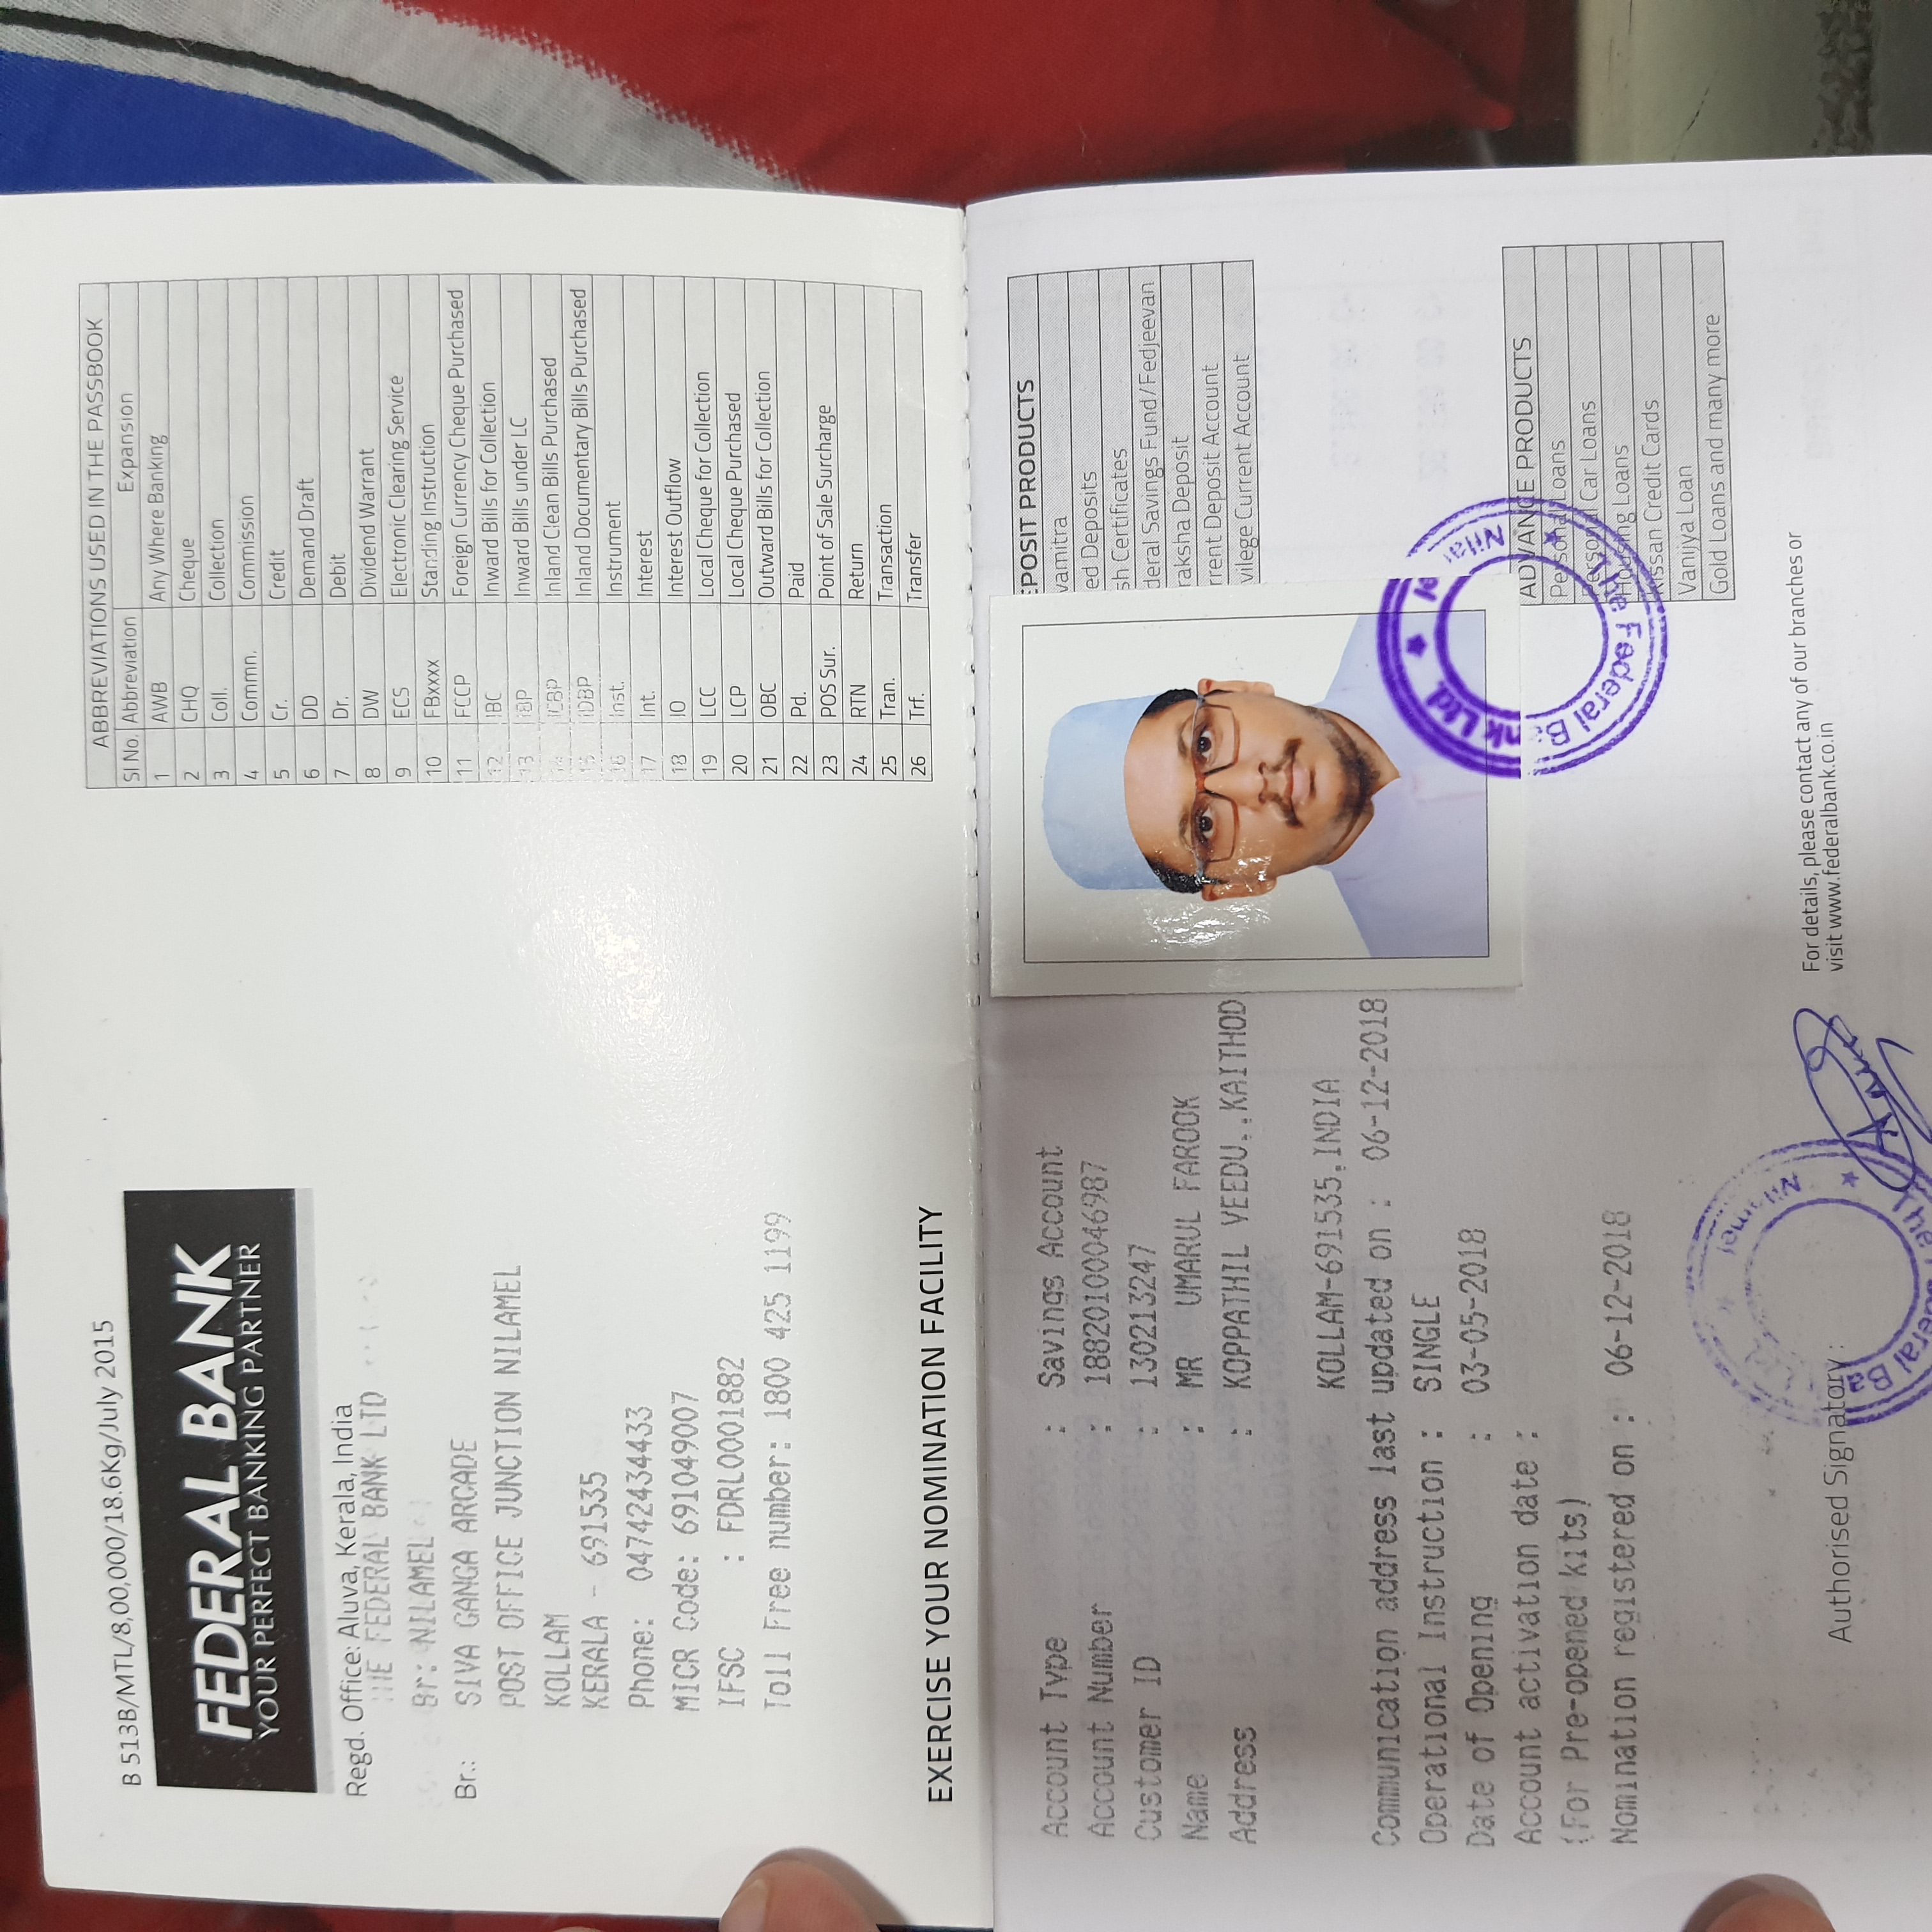 B 513B/MTL/8,00,000/18.6Kg/July 2015
FEDERAL BANK
YOUR PERFECT BANKING PARTNER
Regd. Office: Aluva, Kerala, India
THE FEDERAL BANK LTD
Br: NILAMEL
Br.: SIVA GANGA ARCADE
POST OFFICE JUNCTION NILAMEL
KOLLAM
KERALA - 691535
Phone: 04742434433
MICR Code: 691049007
IFSC : FDRL0001882
Toll Free number: 1800 425 1199
EXERCISE YOUR NOMINATION FACILITY
ABBREVIATIONS USED IN THE PASSBOOK
Sl No. Abbreviation Expansion
1 AWB Any Where Banking
2 CHQ Cheque
3 Coll. Collection
4 Commn. Commission
5 Cr. Credit
6 DD Demand Draft
7 Dr. Debit
8 DW Dividend Warrant
9 ECS Electronic Clearing Service
10 FBxxxx Standing Instruction
11 FCCP Foreign Currency Cheque Purchased
12 IBC Inward Bills for Collection
13 IBP Inward Bills under LC
14 ICBP Inland Clean Bills Purchased
15 IDBP Inland Documentary Bills Purchased
16 Inst. Instrument
17 Int. Interest
18 IO Interest Outflow
19 LCC Local Cheque for Collection
20 LCP Local Cheque Purchased
21 OBC Outward Bills for Collection
22 Pd. Paid
23 POS Sur. Point of Sale Surcharge
24 RTN Return
25 Tran. Transaction
26 Trf. Transfer
Account Type : Savings Account
Account Number : 18820100046987
Customer ID : 130213247
Name : MR UMARUL FAROOK
Address : KOPPATHIL VEEDU,,KAITHOD
KOLLAM-691535,INDIA
Communication address last updated on : 06-12-2018
Operational Instruction : SINGLE
Date of Opening : 03-05-2018
Account activation date :
(For Pre-opened kits)
Nomination registered on : 06-12-2018
EPOSIT PRODUCTS
vamitra
ed Deposits
sh Certificates
deral Savings Fund/Fedjeevan
raksha Deposit
rrent Deposit Account
vilege Current Account
The Federal Bank Ltd.
ADVANCE PRODUCTS
Personal Loans
Personal Car Loans
Housing Loans
Kissan Credit Cards
Vanijya Loan
Gold Loans and many more
The Federal Bank Ltd.
Nilamel
Authorised Signatory :
For details, please contact any of our branches or
visit www.federalbank.co.in